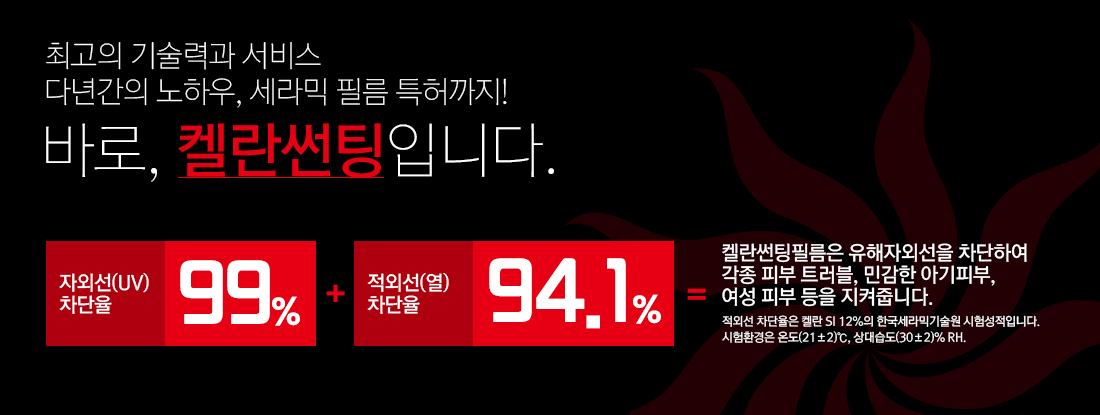 최고의 기술력과 서비스
다년간의 노하우, 세라믹 필름 특허까지!
바로, 켈란썬팅입니다.
자외선(UV)
차단율
99%
+
적외선(열)
차단율
94.1%
=
켈란썬팅필름은 유해자외선을 차단하여
각종 피부 트러블, 민감한 아기피부,
여성 피부 등을 지켜줍니다.
적외선 차단율은 켈란 SI 12%의 한국세라믹기술원 시험성적입니다.
시험환경은 온도(21±2)℃, 상대습도(30±2)% RH.